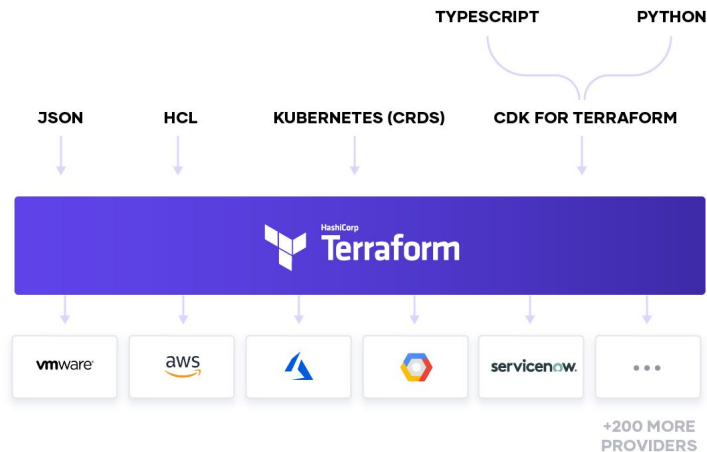 TYPESCRIPT PYTHON
JSON HCL KUBERNETES (CRDS) CDK FOR TERRAFORM
HashiCorp
Terraform
vmware aws servicenow.
+200 MORE
PROVIDERS